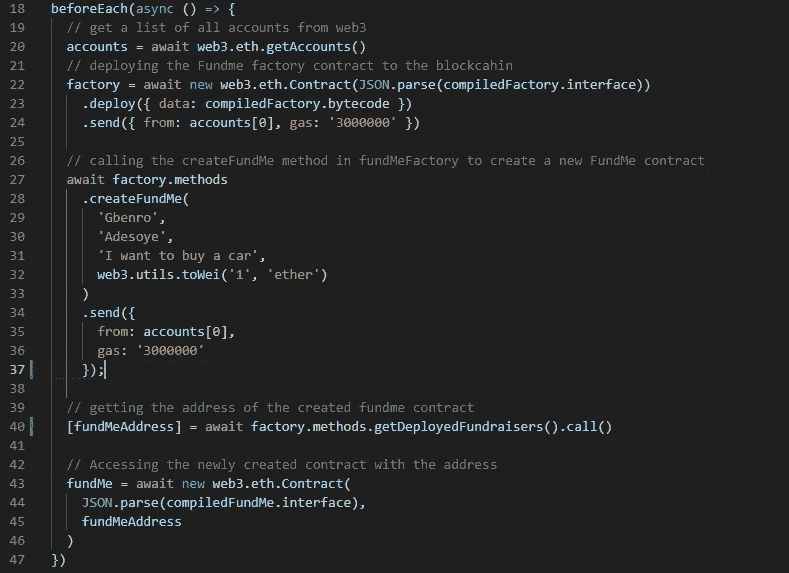 18 beforeEach(async () => {
19 // get a list of all accounts from web3
20 accounts = await web3.eth.getAccounts()
21 // deploying the Fundme factory contract to the blockcahin
22 factory = await new web3.eth.Contract(JSON.parse(compiledFactory.interface))
23 .deploy({ data: compiledFactory.bytecode })
24 .send({ from: accounts[0], gas: '3000000' })
25
26 // calling the createFundMe method in fundMeFactory to create a new FundMe contract
27 await factory.methods
28 .createFundMe(
29 'Gbenro',
30 'Adesoye',
31 'I want to buy a car',
32 web3.utils.toWei('1', 'ether')
33 )
34 .send({
35 from: accounts[0],
36 gas: '3000000'
37 });
38
39 // getting the address of the created fundme contract
40 [fundMeAddress] = await factory.methods.getDeployedFundraisers().call()
41
42 // Accessing the newly created contract with the address
43 fundMe = await new web3.eth.Contract(
44 JSON.parse(compiledFundMe.interface),
45 fundMeAddress
46 )
47 })